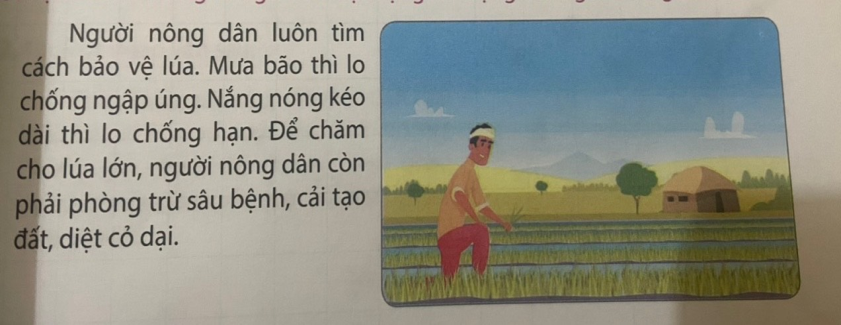 Người nông dân luôn tìm
cách bảo vệ lúa. Mưa bão thì lo
chống ngập úng. Nắng nóng kéo
dài thì lo chống hạn. Để chăm
cho lúa lớn, người nông dân còn
phải phòng trừ sâu bệnh, cải tạo
đất, diệt cỏ dại.